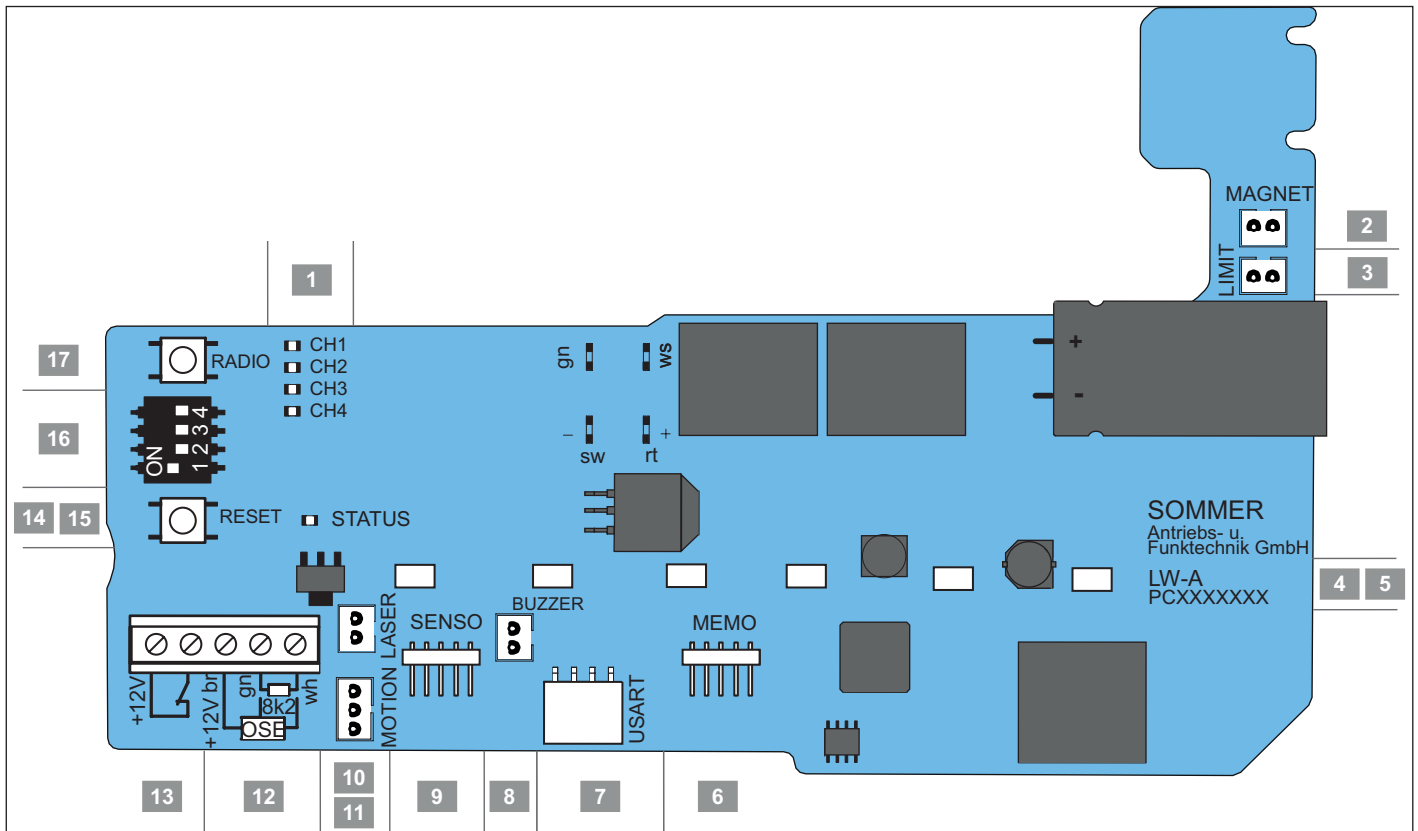 MAGNET
2
LIMIT
3
1
17
RADIO
CH1
CH2
CH3
CH4
gn
ws
+
-
16
ON
1 2 3 4
–
+
sw
rt
14
15
RESET
STATUS
SOMMER
Antriebs- u.
Funktechnik GmbH
LW-A
PCXXXXXXX
4
5
LASER
SENSO
BUZZER
MEMO
+12V
+12V br
gn
8k2
wh
OSE
MOTION
USART
13
12
10
11
9
8
7
6